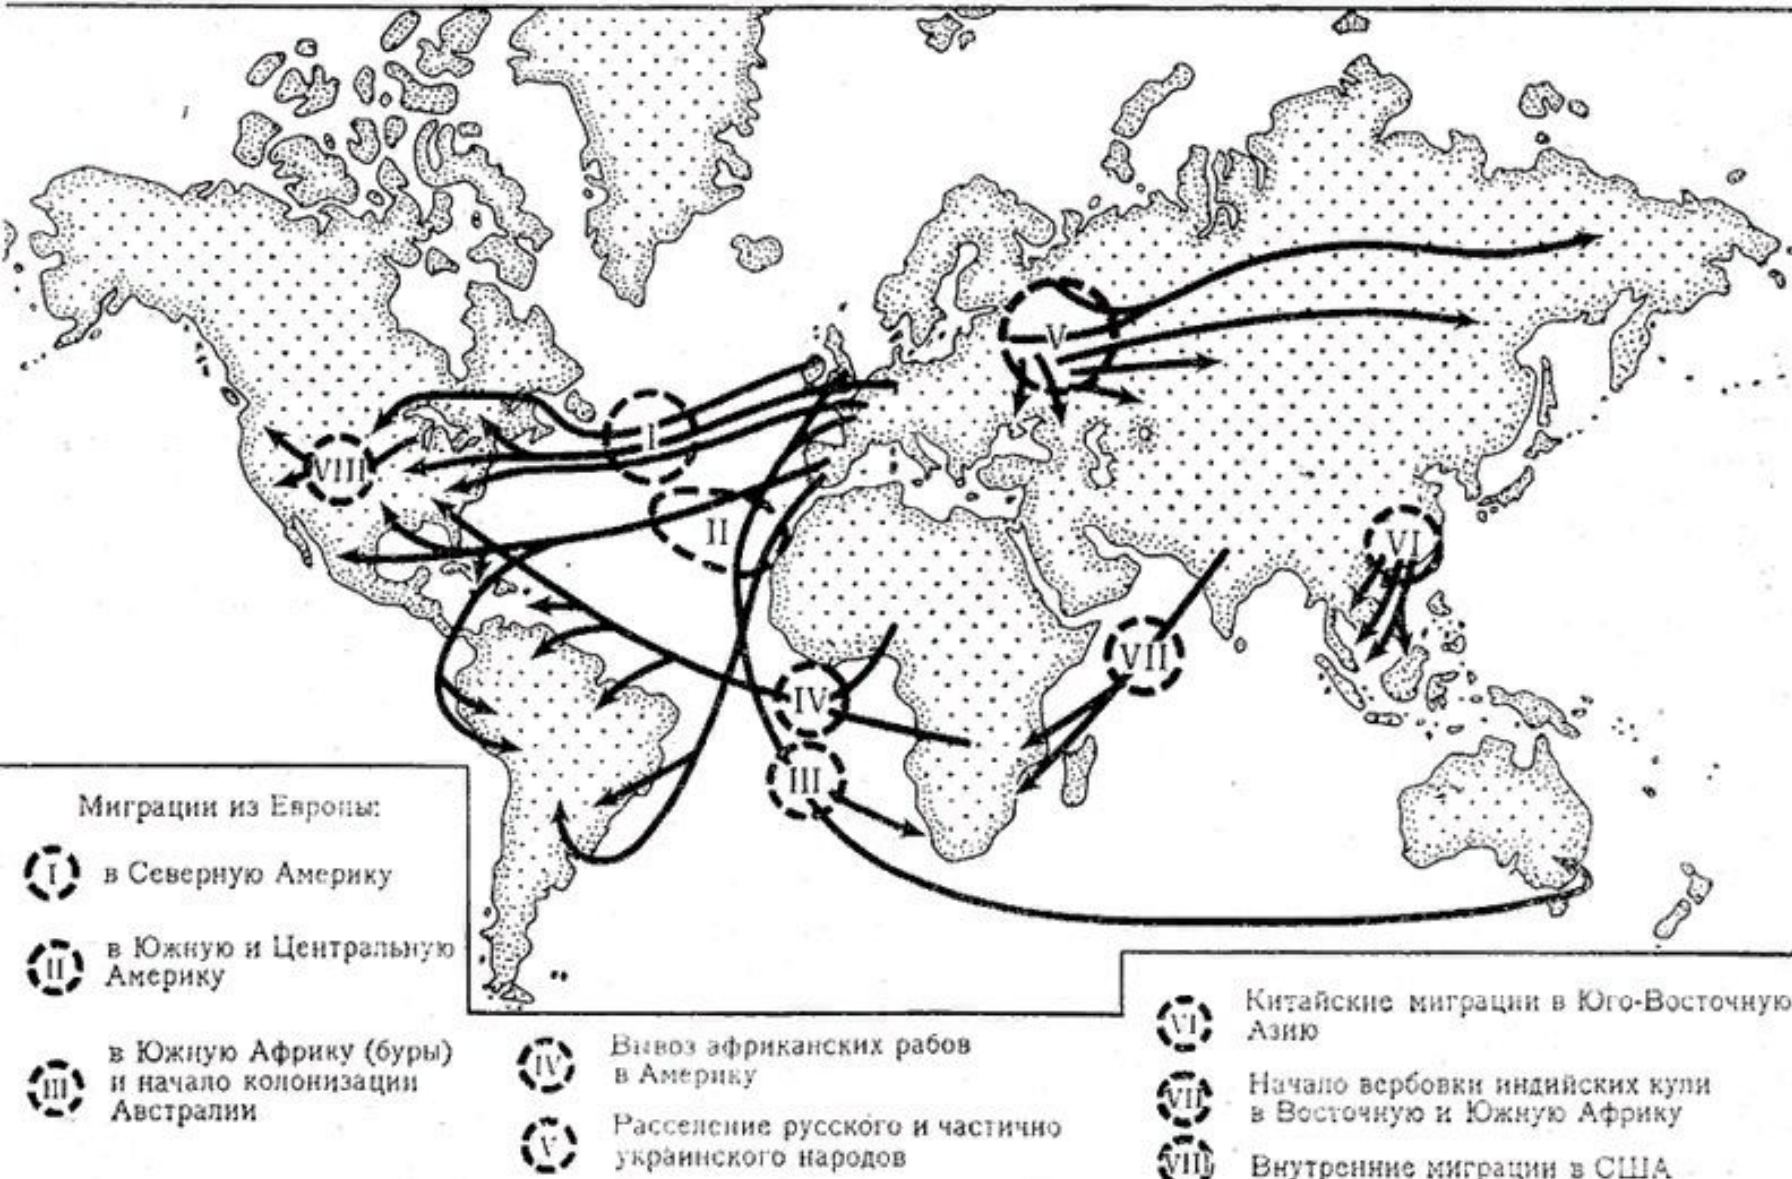 I
II
III
IV
V
VI
VII
VIII
Миграции из Европы:
I
в Северную Америку
II
в Южную и Центральную
Америку
III
в Южную Африку (буры)
и начало колонизации
Австралии
IV
Вывоз африканских рабов
в Америку
V
Расселение русского и частично
украинского народов
VI
Китайские миграции в Юго-Восточную
Азию
VII
Начало вербовки индийских кули
в Восточную и Южную Африку
VIII
Внутренние миграции в США